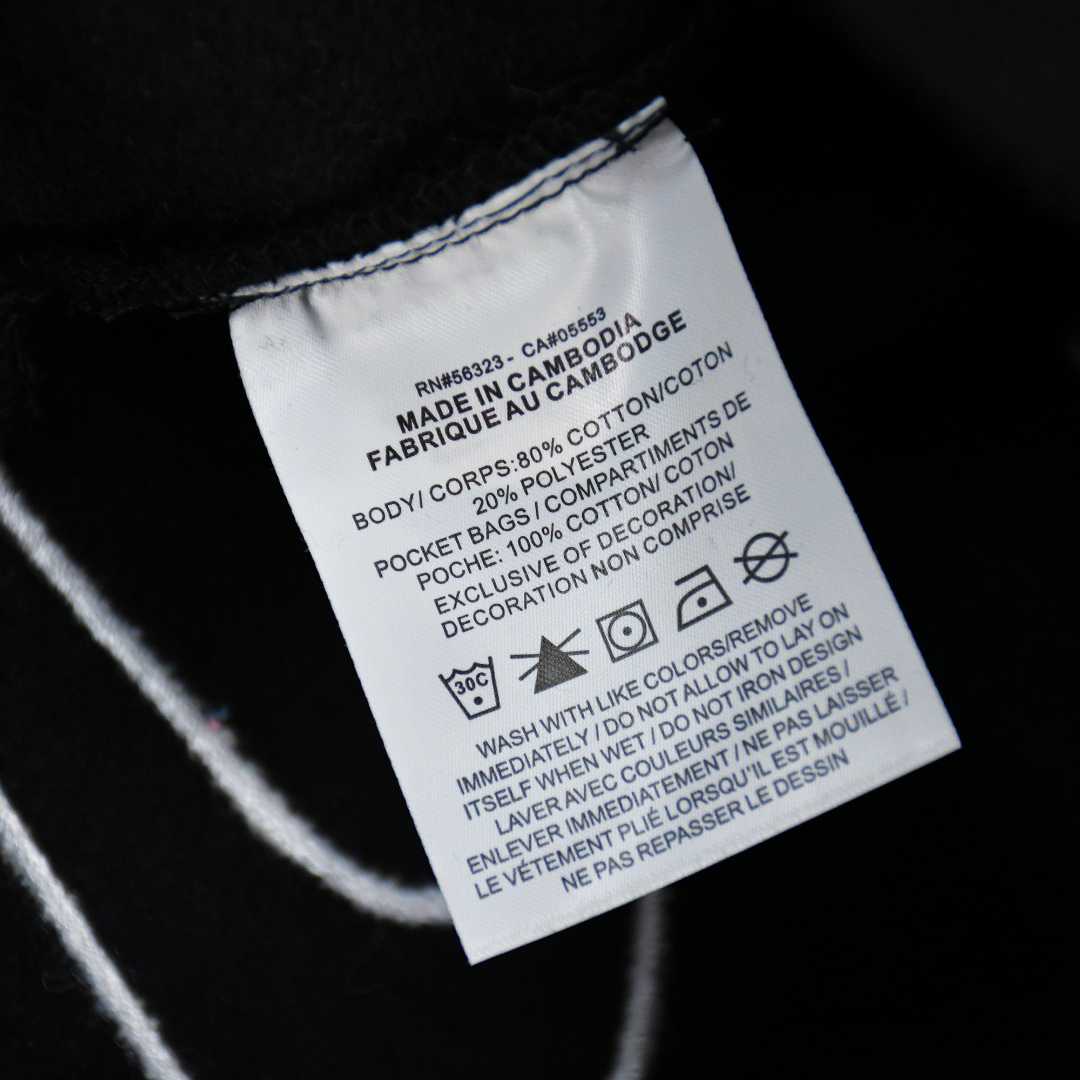 RN#56323 - CA#05553
MADE IN CAMBODIA
FABRIQUE AU CAMBODGE
BODY/ CORPS:80% COTTON/COTON
20% POLYESTER
POCKET BAGS / COMPARTIMENTS DE
POCHE: 100% COTTON/ COTON
EXCLUSIVE OF DECORATION/
DECORATION NON COMPRISE
30C
WASH WITH LIKE COLORS/REMOVE
IMMEDIATELY / DO NOT ALLOW TO LAY ON
ITSELF WHEN WET / DO NOT IRON DESIGN
LAVER AVEC COULEURS SIMILAIRES /
ENLEVER IMMEDIATEMENT / NE PAS LAISSER
LE VÉTEMENT PLIÉ LORSQU'IL EST MOUILLÉ /
NE PAS REPASSER LE DESSIN